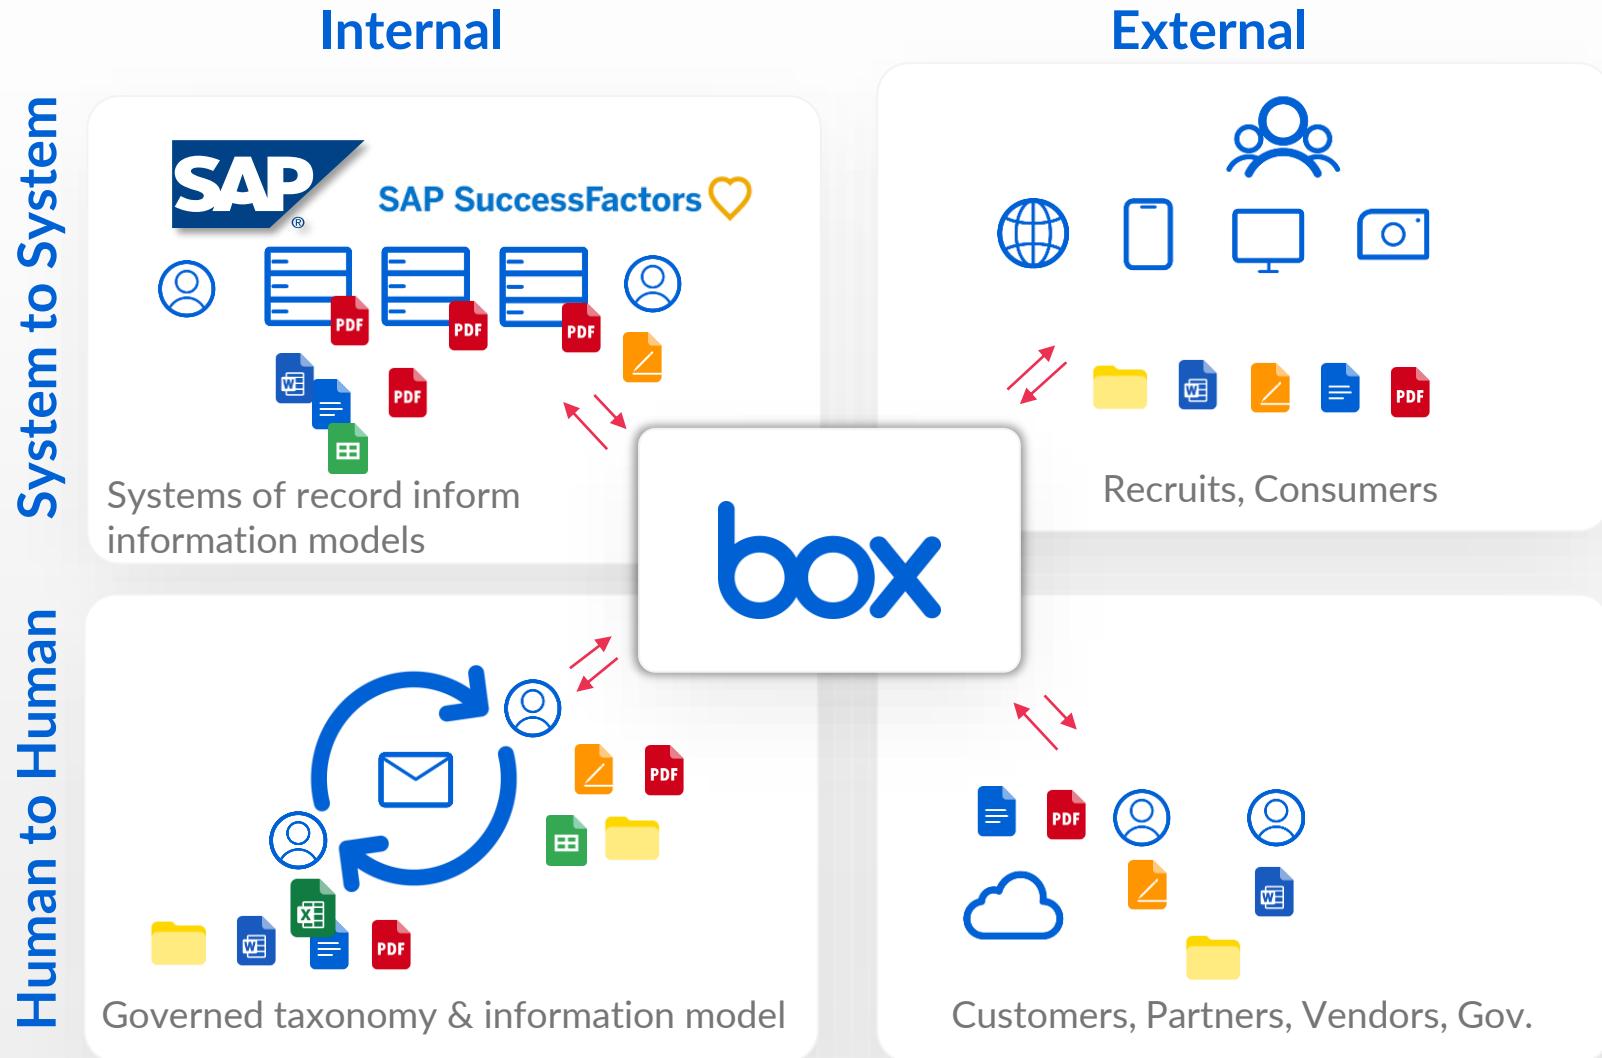 Internal
External
System to System
SAP
®
SAP SuccessFactors
PDF
PDF
PDF
W
PDF
W
PDF
Systems of record inform
information models
Recruits, Consumers
box
Human to Human
PDF
PDF
X
W
PDF
W
Governed taxonomy & information model
Customers, Partners, Vendors, Gov.